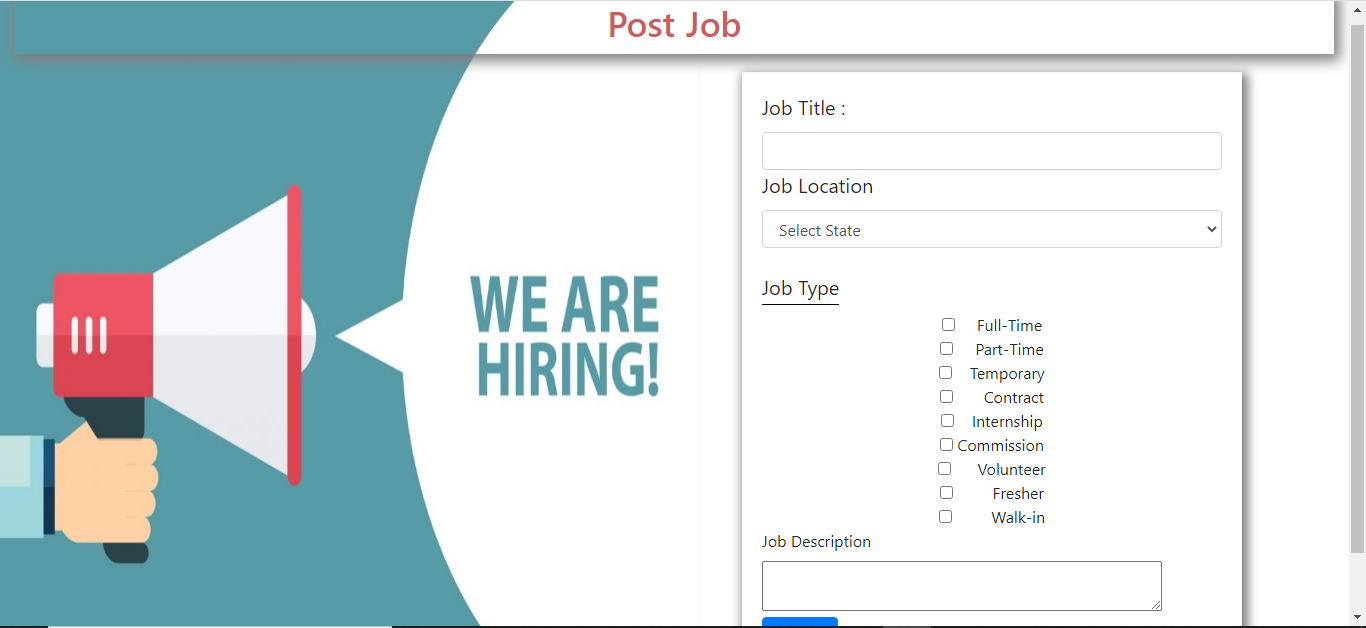 Post Job
WE ARE
HIRING!
Job Title :
Job Location
Select State
Job Type
Full-Time
Part-Time
Temporary
Contract
Internship
Commission
Volunteer
Fresher
Walk-in
Job Description